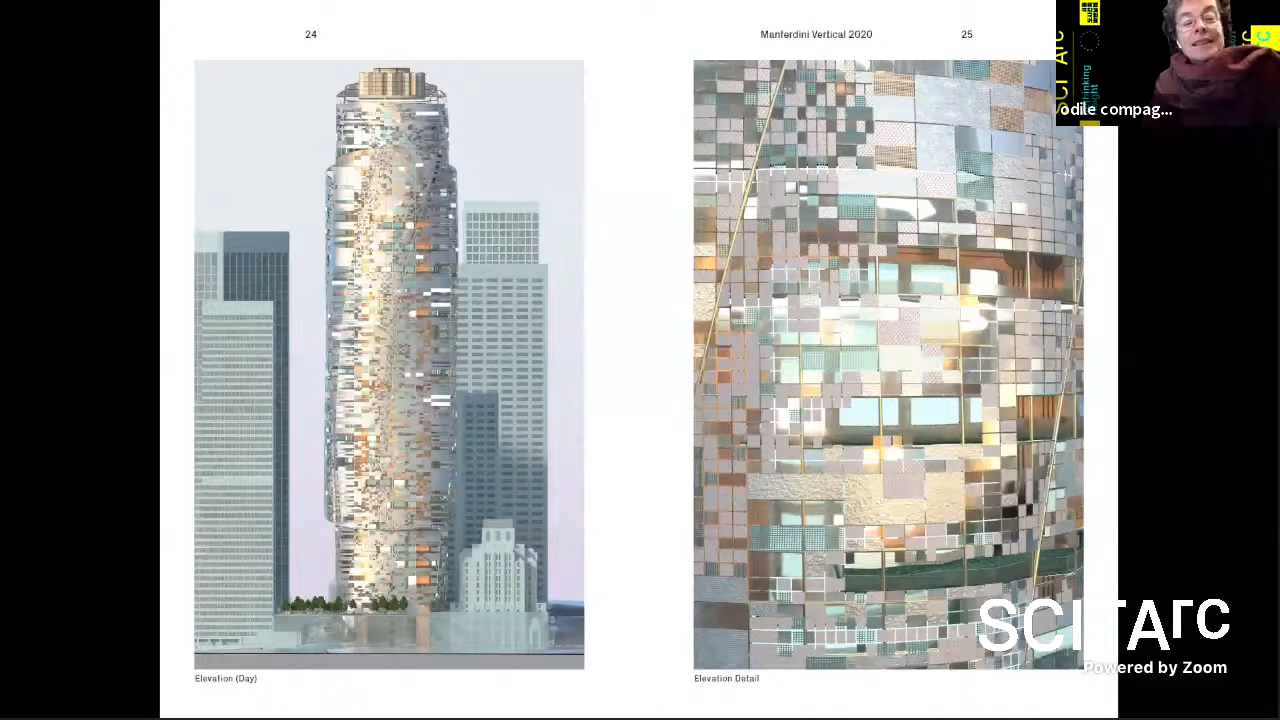 24
Manferdini Vertical 2020
25
odile compag...
Elevation (Day)
Elevation Detail
SCI Arc
Powered by Zoom